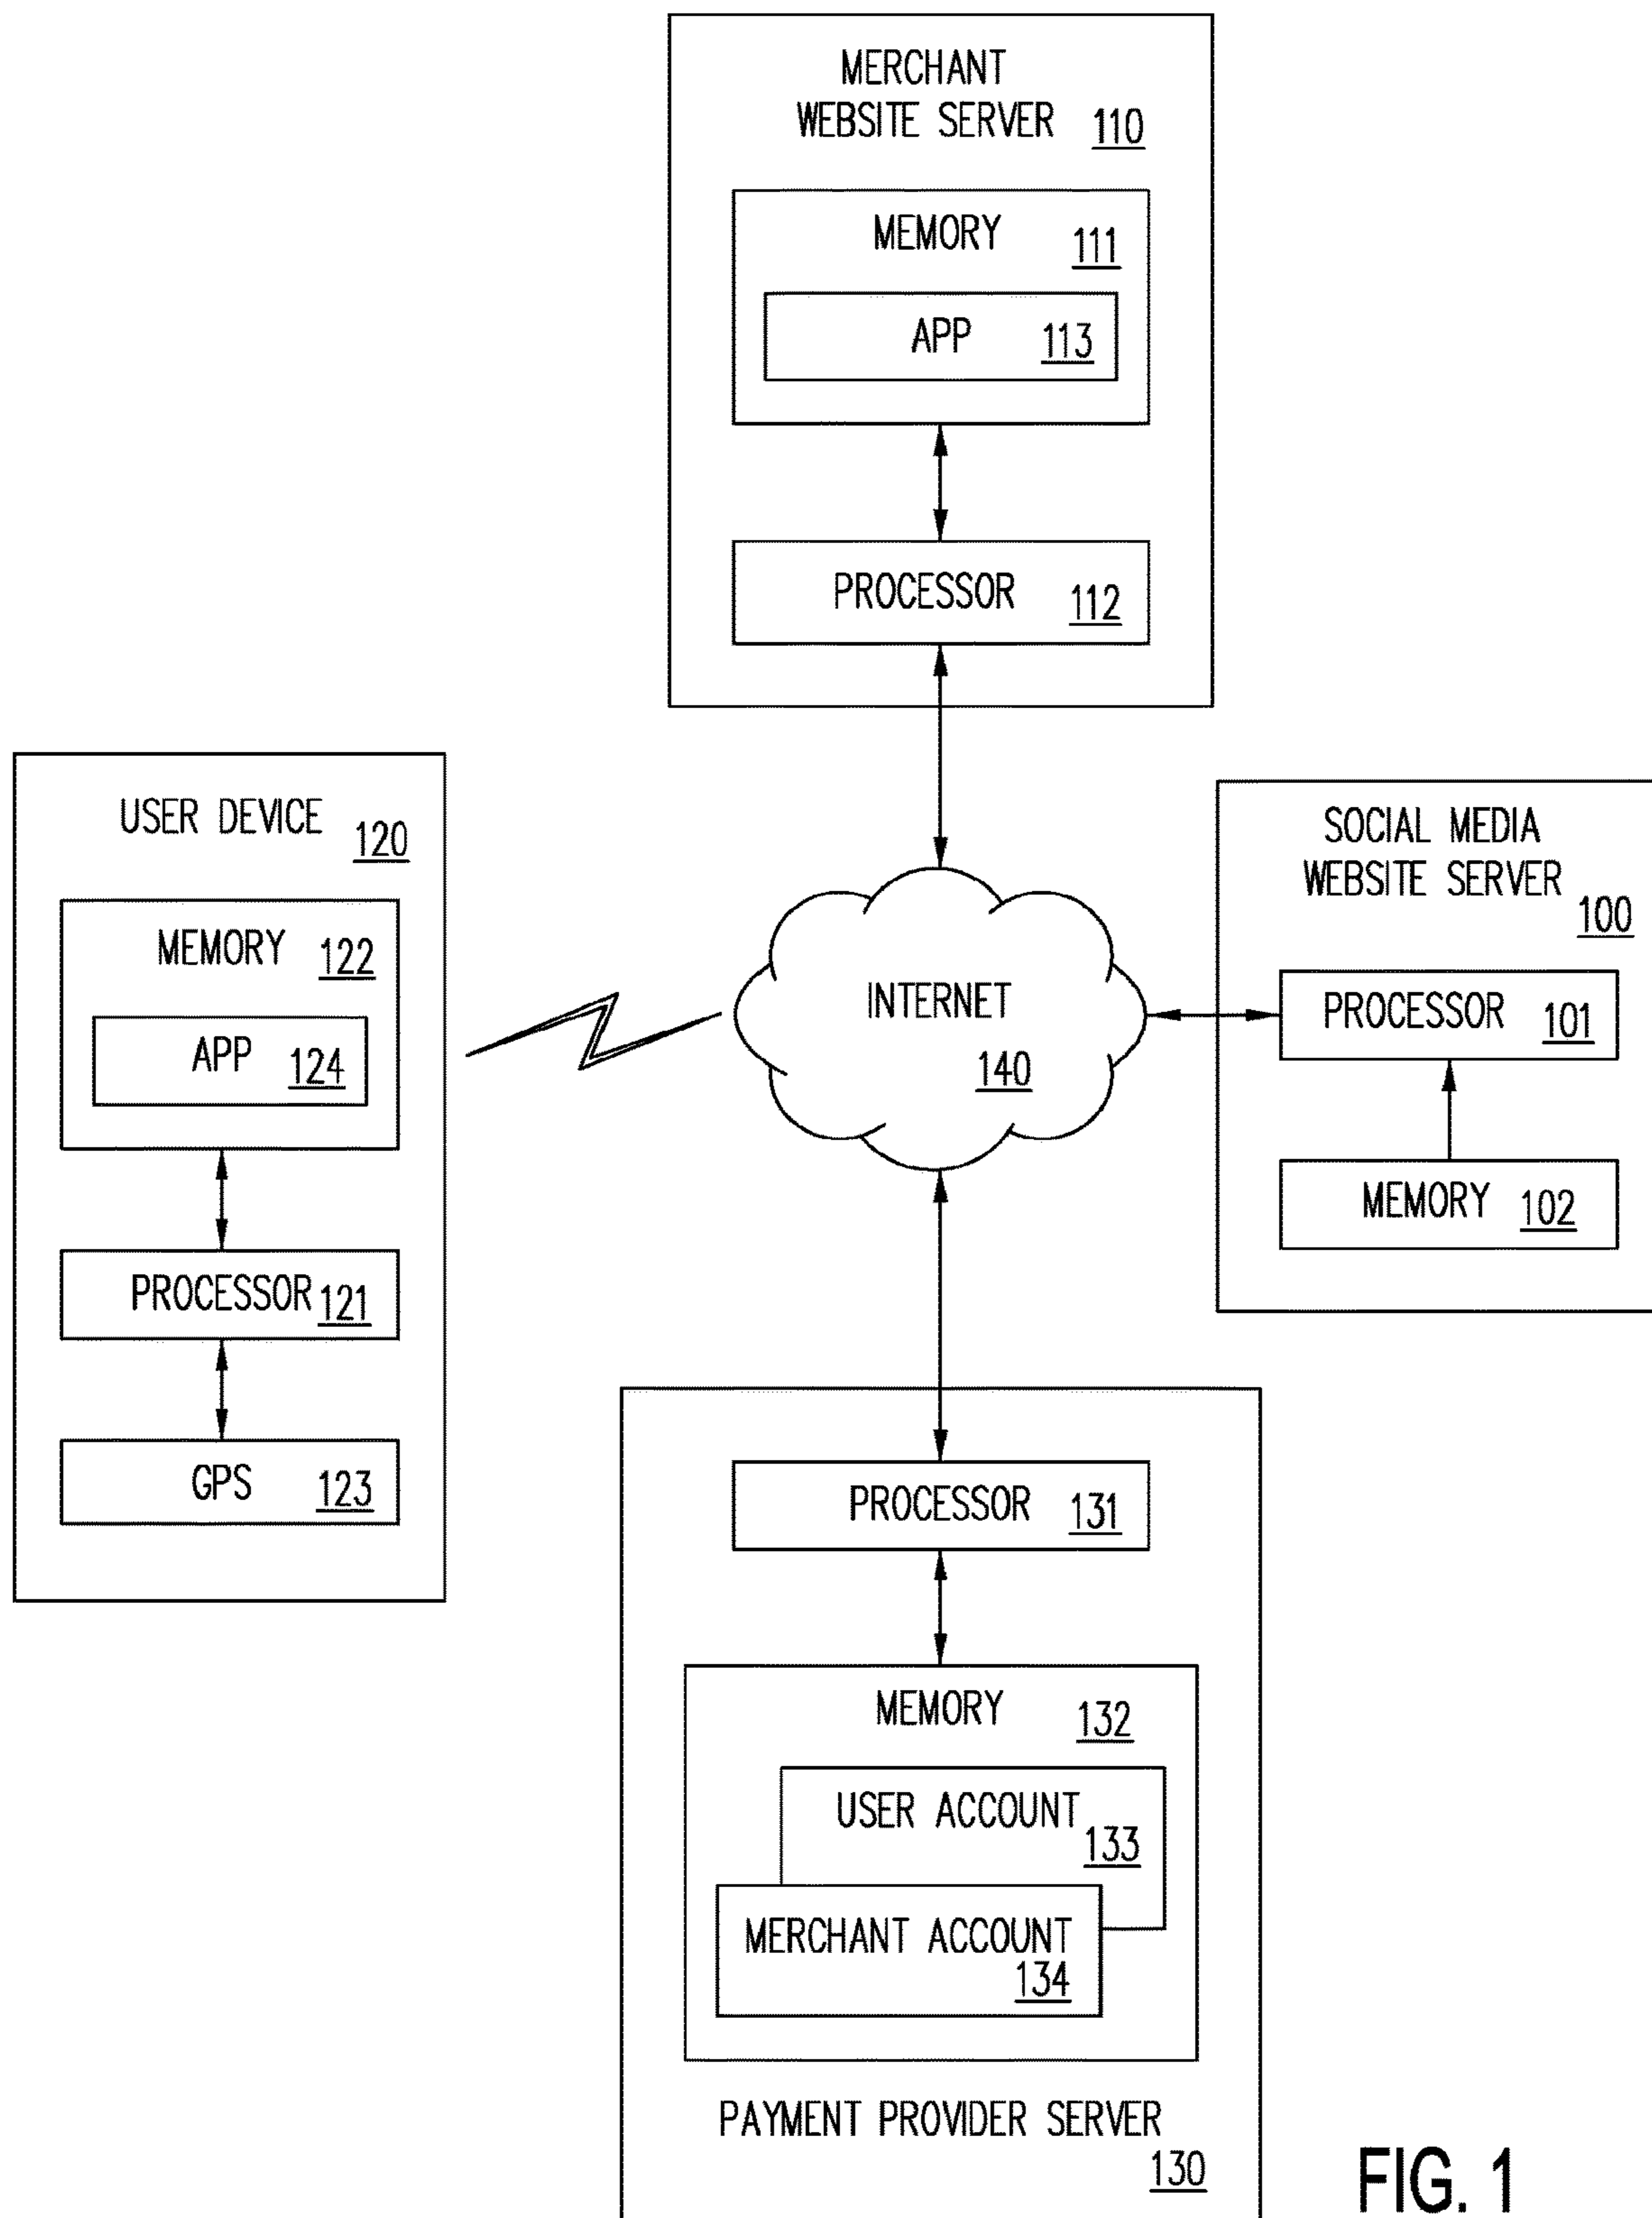 MERCHANT
WEBSITE SERVER 110
MEMORY 111
APP 113
PROCESSOR 112
USER DEVICE 120
MEMORY 122
APP 124
PROCESSOR 121
GPS 123
INTERNET
140
SOCIAL MEDIA
WEBSITE SERVER
100
PROCESSOR 101
MEMORY 102
PROCESSOR 131
MEMORY 132
USER ACCOUNT
133
MERCHANT ACCOUNT
134
PAYMENT PROVIDER SERVER
130
FIG. 1